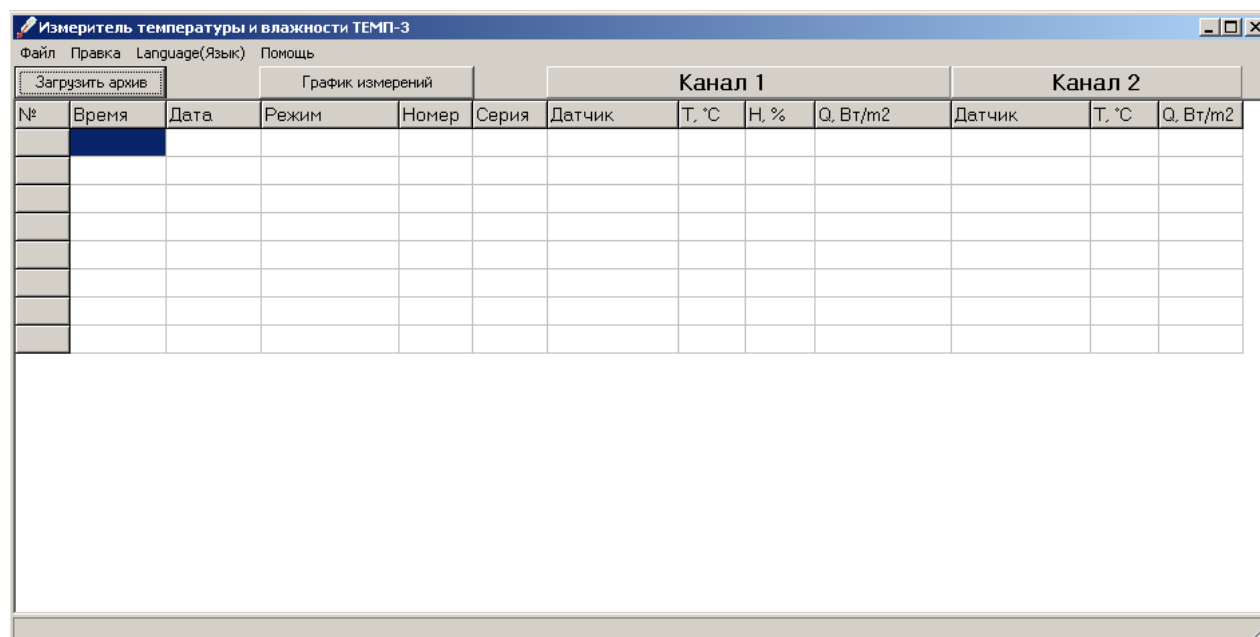 Измеритель температуры и влажности ТЕМП-3
Файл Правка Language(Язык) Помощь
Загрузить архив График измерений Канал 1 Канал 2
№ Время Дата Режим Номер Серия Датчик T, °C H, % Q, Вт/m2 Датчик T, °C Q, Вт/m2